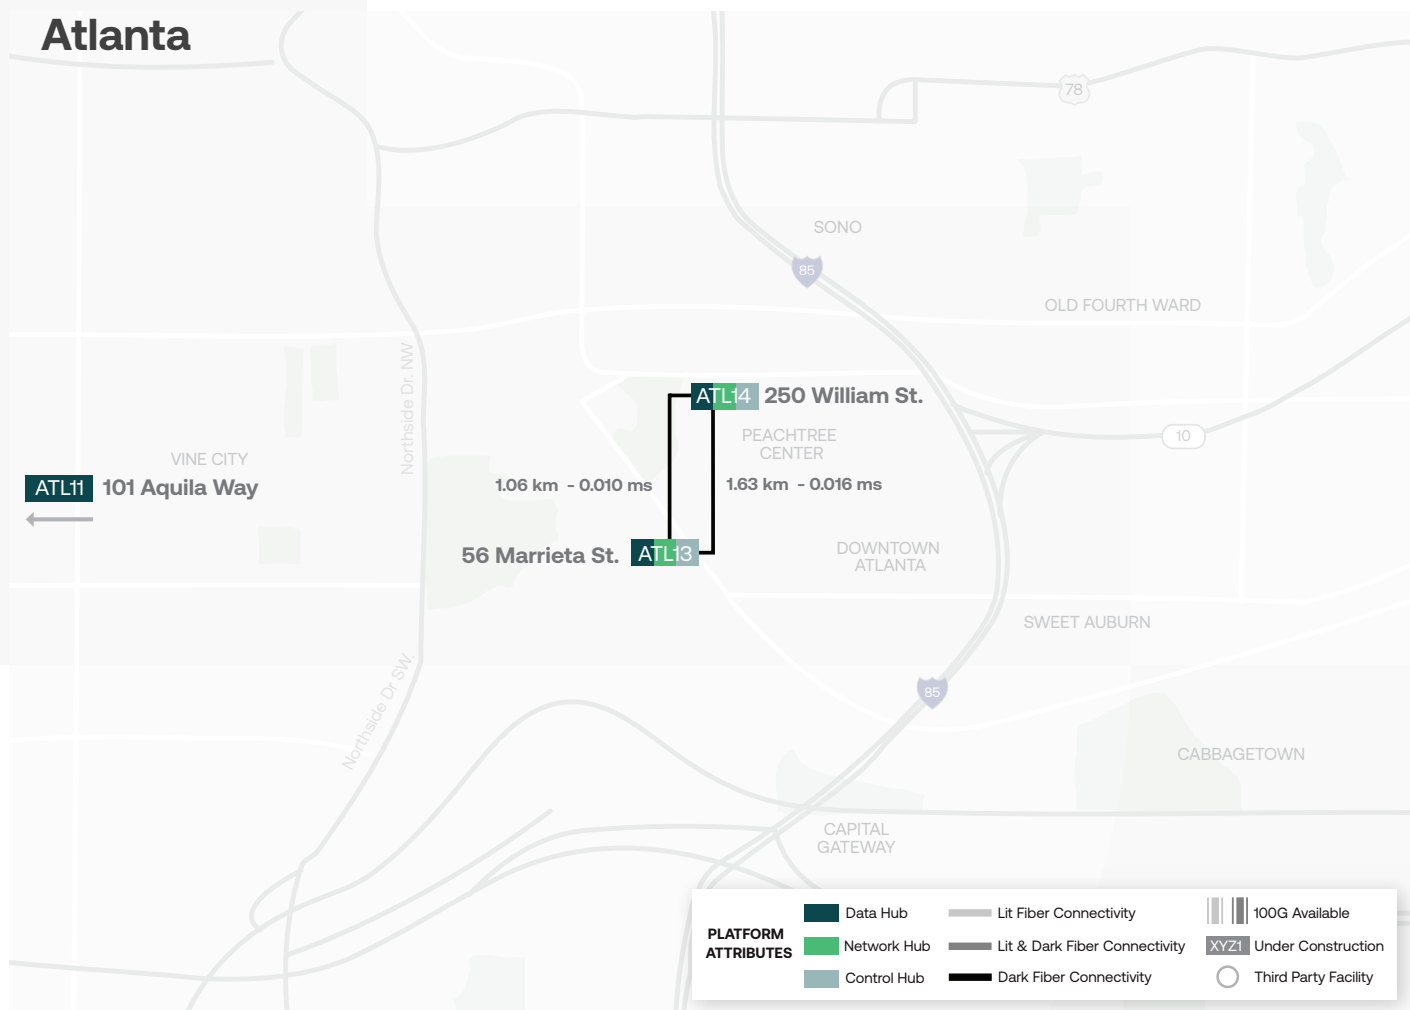 Atlanta
78
SONO
85
OLD FOURTH WARD
Northside Dr. NW
ATL14 250 William St.
10
PEACHTREE
CENTER
VINE CITY
ATL11 101 Aquila Way
1.06 km - 0.010 ms
1.63 km - 0.016 ms
56 Marrieta St. ATL13
DOWNTOWN
ATLANTA
SWEET AUBURN
Northside Dr SW.
85
CABBAGETOWN
CAPITAL
GATEWAY
PLATFORM
ATTRIBUTES
Data Hub
Network Hub
Control Hub
Lit Fiber Connectivity
Lit & Dark Fiber Connectivity
Dark Fiber Connectivity
100G Available
XYZ1 Under Construction
Third Party Facility